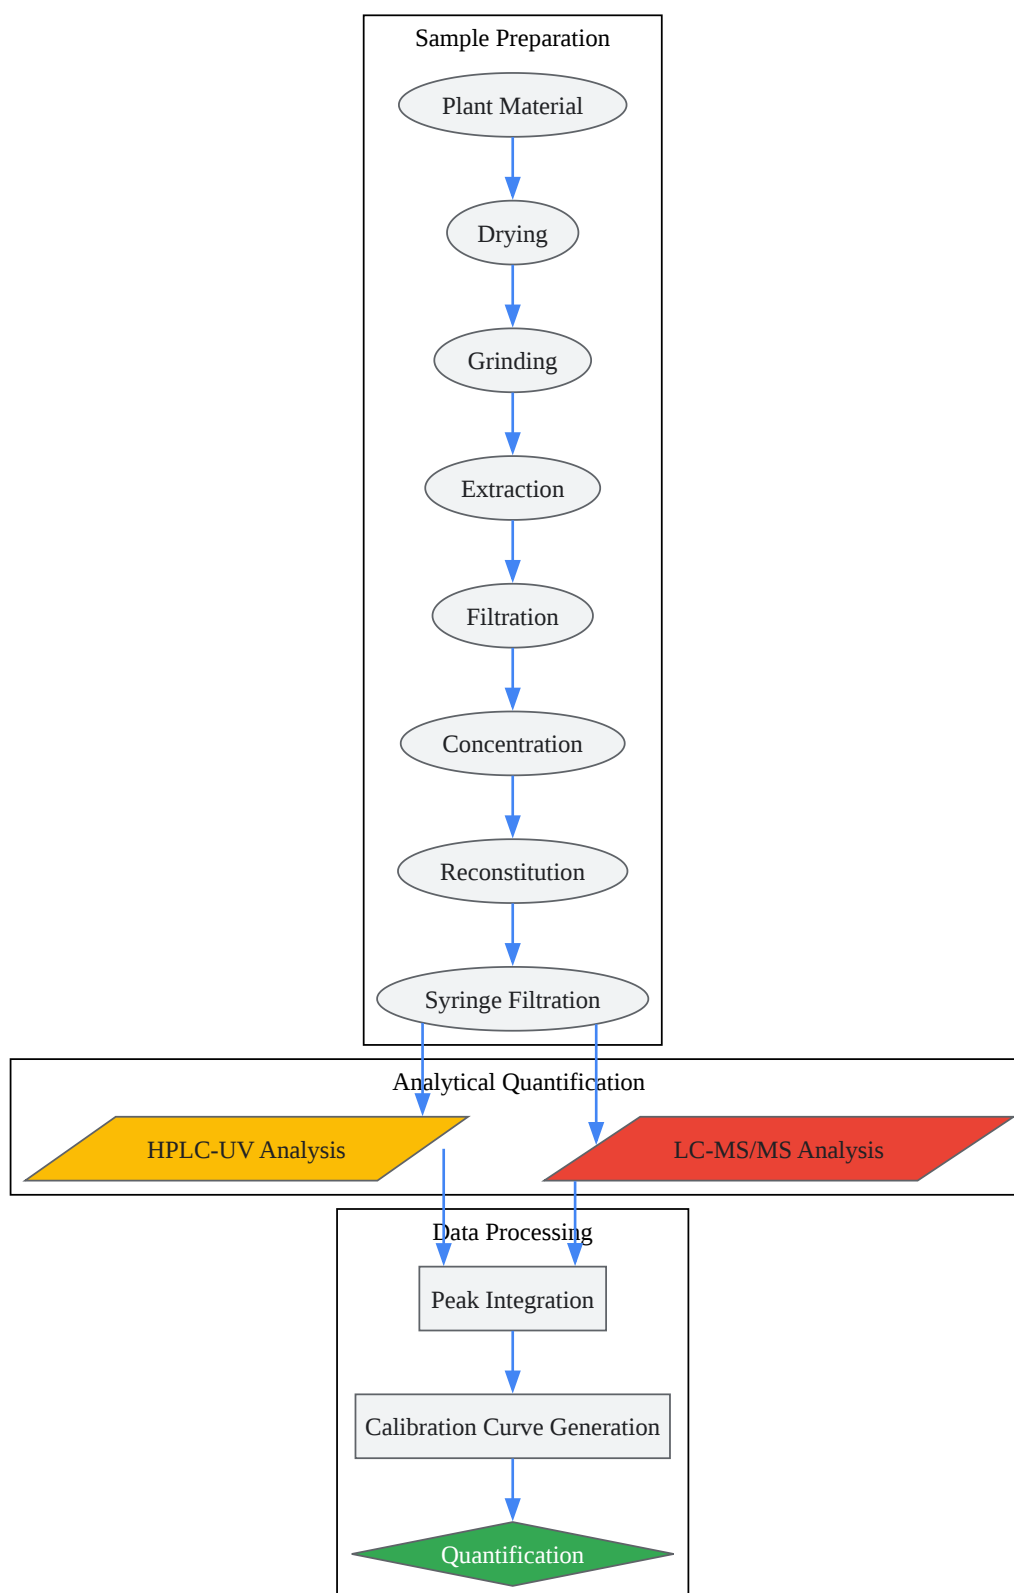 Sample Preparation
Plant Material
Drying
Grinding
Extraction
Filtration
Concentration
Reconstitution
Syringe Filtration
Analytical Quantification
HPLC-UV Analysis
LC-MS/MS Analysis
Data Processing
Peak Integration
Calibration Curve Generation
Quantification